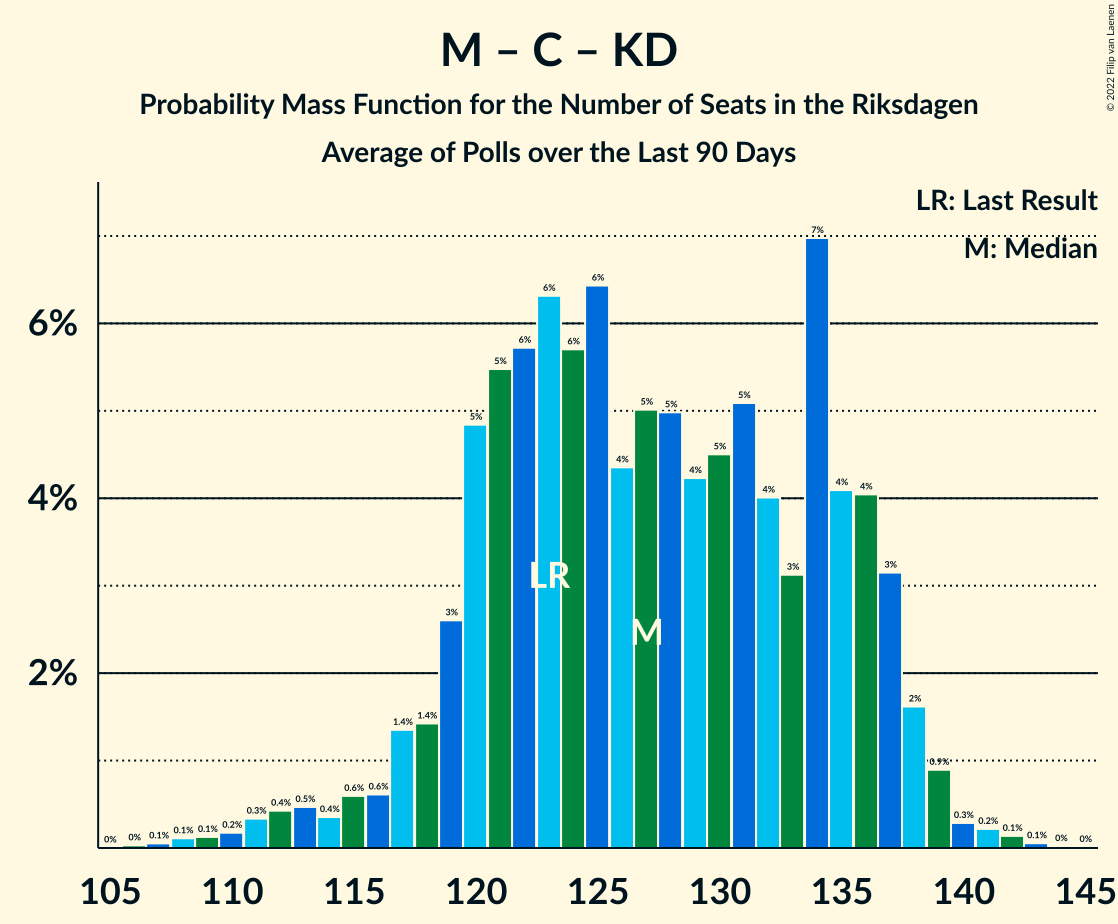 M – C – KD
Probability Mass Function for the Number of Seats in the Riksdagen
Average of Polls over the Last 90 Days
© 2022 Filip van Laenen
LR: Last Result
M: Median
6%
4%
2%
0% 0% 0.1% 0.1% 0.1% 0.2% 0.3% 0.4% 0.5% 0.4% 0.6% 0.6% 1.4% 1.4% 3% 5% 5% 6% 6% 6% 6% 4% 5% 5% 4% 5% 5% 4% 3% 7% 4% 4% 3% 2% 0.9% 0.3% 0.2% 0.1% 0.1% 0% 0%
LR
M
105 110 115 120 125 130 135 140 145